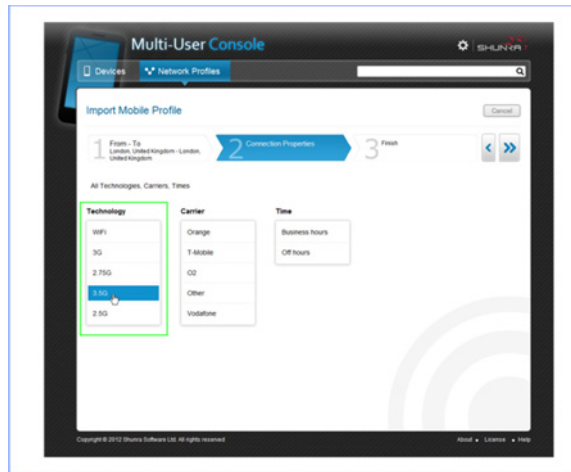 Multi-User Console
SHUNRA
Devices
Network Profiles
Import Mobile Profile
Cancel
1
From - To
London, United Kingdom - London,
United Kingdom
2
Connection Properties
3
Finish
All Technologies, Carriers, Times
Technology
WiFi
3G
2.75G
3.5G
2.5G
Carrier
Orange
T-Mobile
O2
Other
Vodafone
Time
Business hours
Off hours
Copyright © 2012 Shunra Software Ltd. All rights reserved
About • License • Help